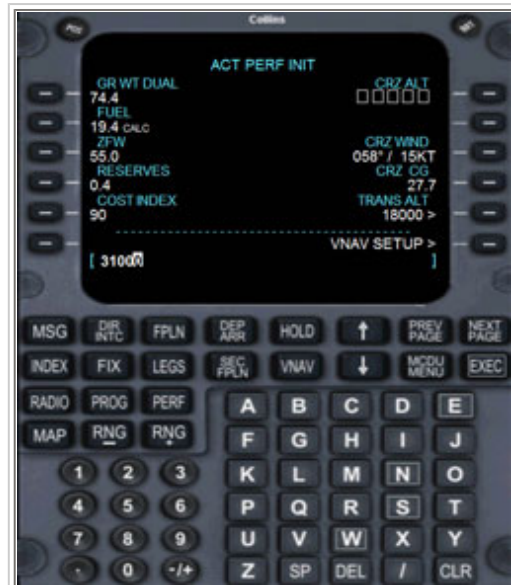 Collins
ACT PERF INIT
GR WT DUAL CRZ ALT
74.4 □□□□□
FUEL
19.4 CALC
ZFW CRZ WIND
55.0 058° / 15KT
RESERVES CRZ CG
0.4 27.7
COST INDEX TRANS ALT
90 18000 >
--------------------------------
VNAV SETUP >
[ 31000 ]
MSG DIR INTC FPLN DEP ARR HOLD ↑ PREV PAGE NEXT PAGE
INDEX FIX LEGS SEC FPLN VNAV ↓ MCDU MENU EXEC
RADIO PROG PERF A B C D E
MAP RNG - RNG + F G H I J
1 2 3 K L M N O
4 5 6 P Q R S T
7 8 9 U V W X Y
. 0 -/+ Z SP DEL / CLR